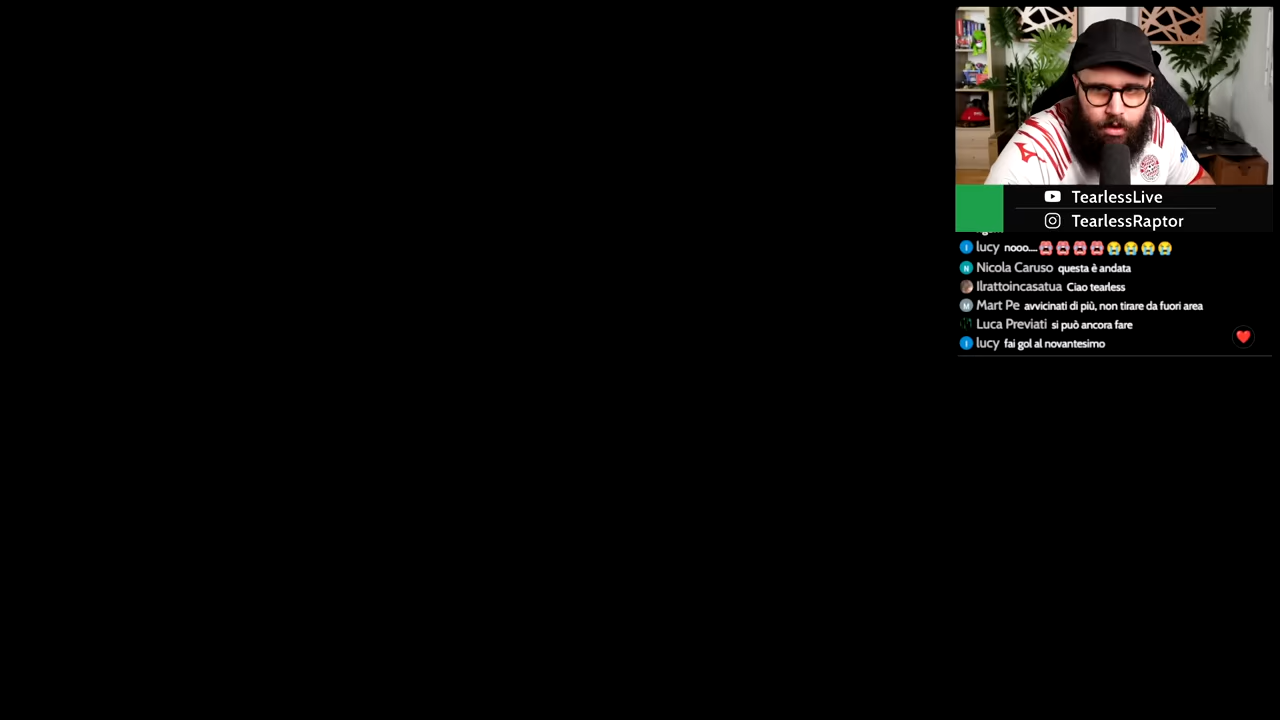 TearlessLive
TearlessRaptor
lucy nooo....
Nicola Caruso questa è andata
Ilrattoincasatua Ciao tearless
Mart Pe avvicinati di più, non tirare da fuori area
Luca Previati si può ancora fare
lucy fai gol al novantesimo